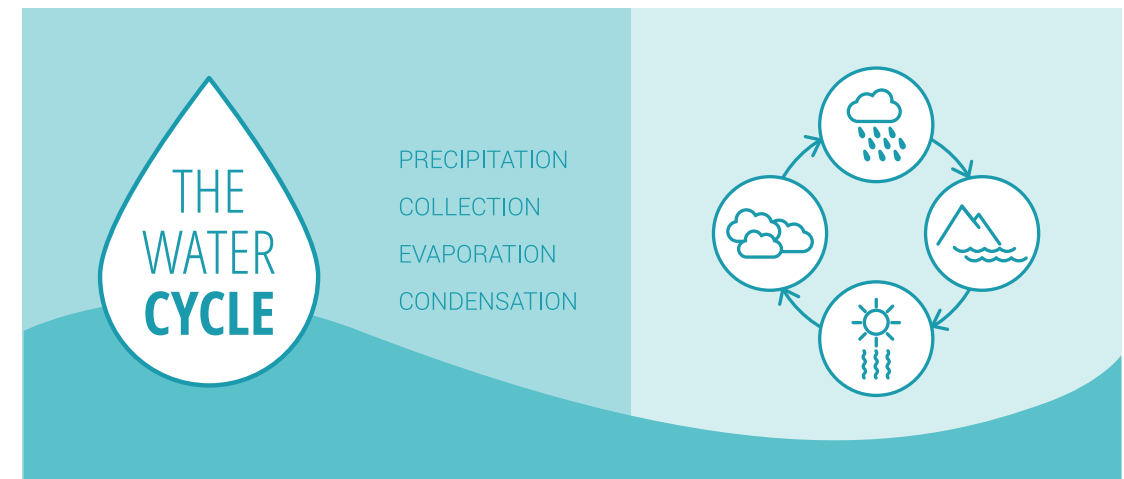 THE
WATER
CYCLE
PRECIPITATION
COLLECTION
EVAPORATION
CONDENSATION